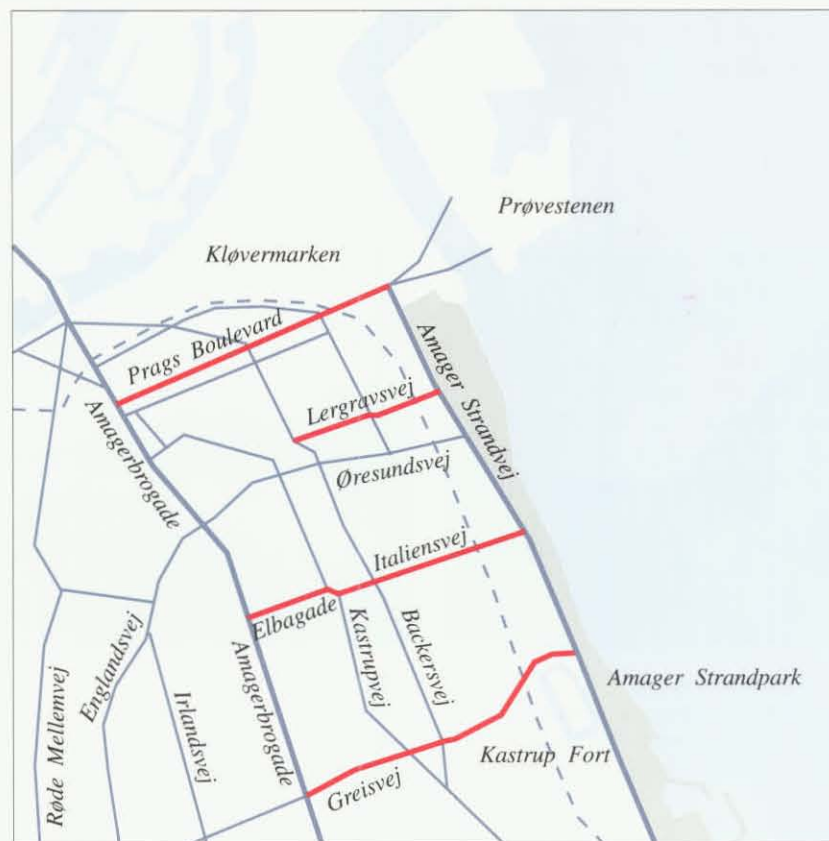 Prøvestenen
Kløvermarken
Prags Boulevard
Amager Strandvej
Lergravsvej
Amagerbrogade
Øresundsvej
Italiensvej
Elbagade
Kastrupvej
Backersvej
Englandsvej
Amagerbrogade
Irlandsvej
Røde Mellemvej
Amager Strandpark
Kastrup Fort
Greisvej